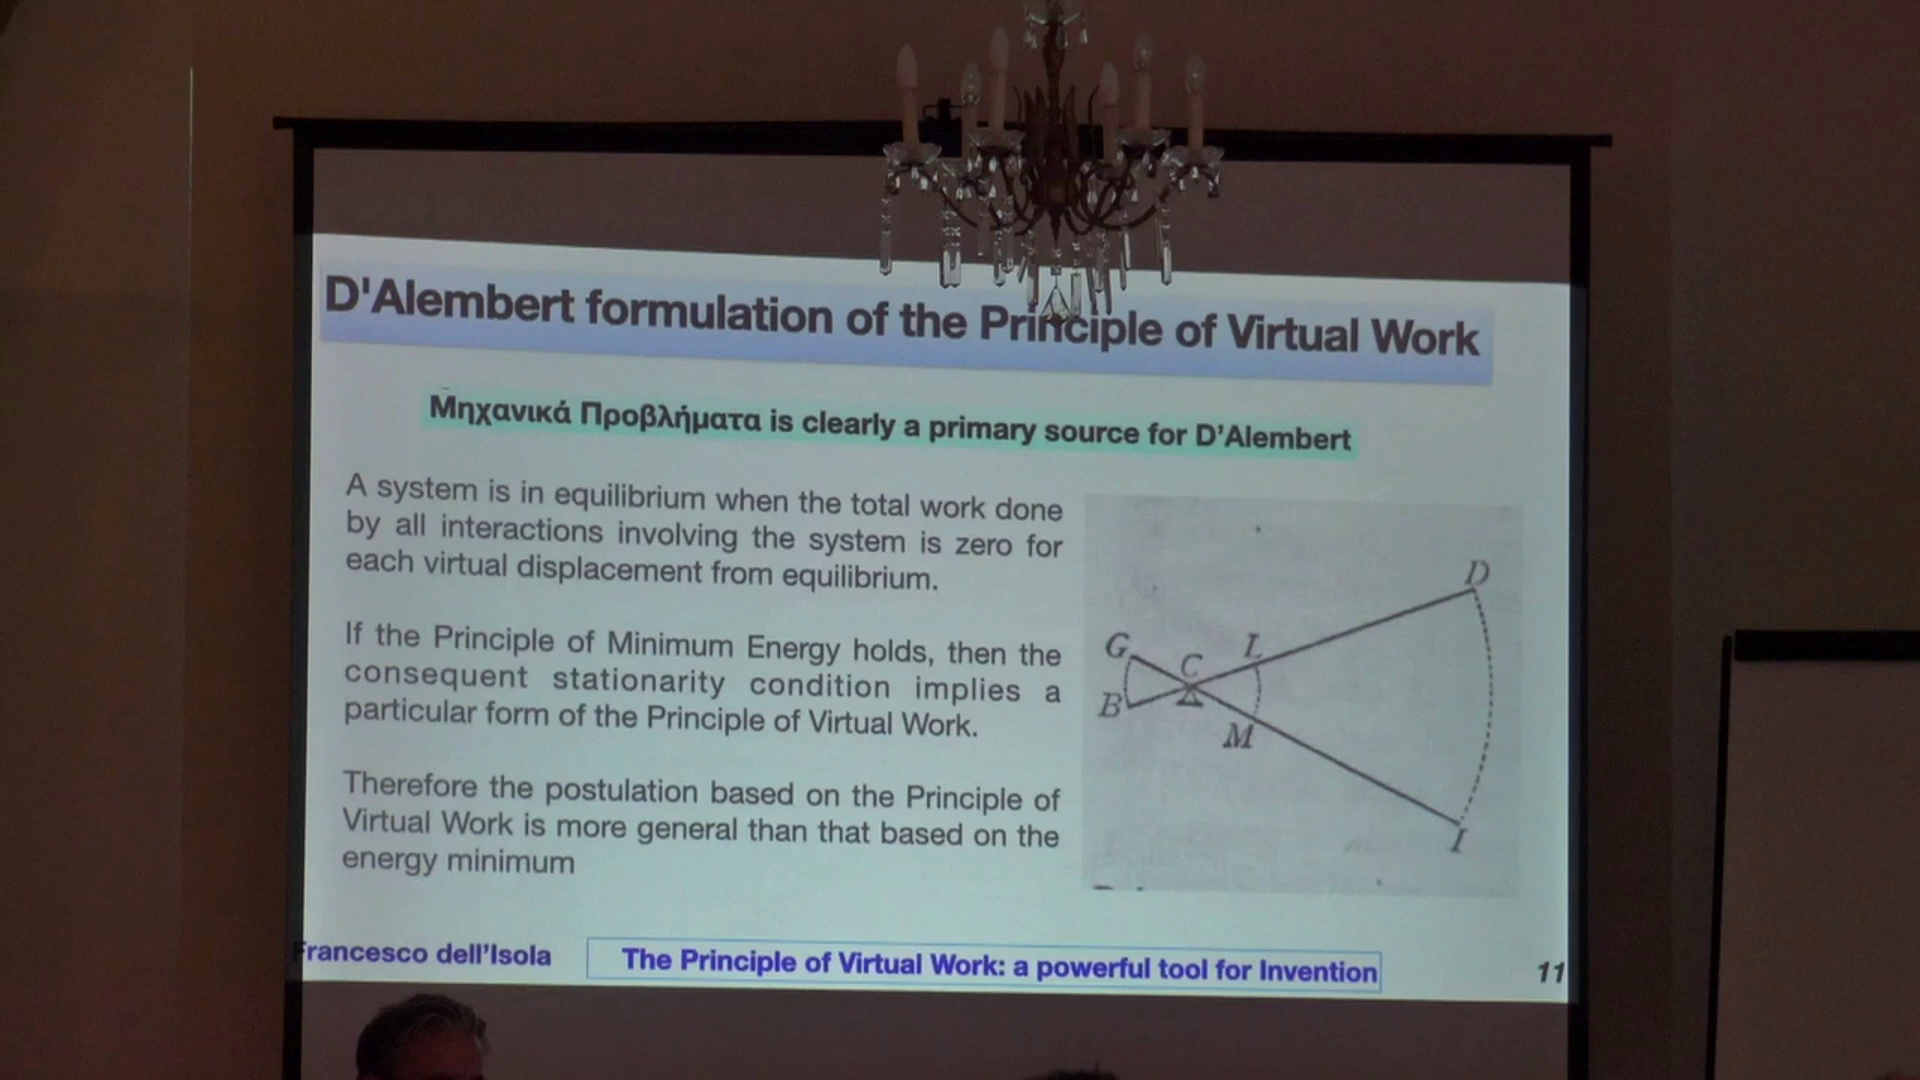 D'Alembert formulation of the Principle of Virtual Work
Μηχανικά Προβλήματα is clearly a primary source for D'Alembert
A system is in equilibrium when the total work done
by all interactions involving the system is zero for
each virtual displacement from equilibrium.
If the Principle of Minimum Energy holds, then the
consequent stationarity condition implies a
particular form of the Principle of Virtual Work.
Therefore the postulation based on the Principle of
Virtual Work is more general than that based on the
energy minimum
D
G
C
L
B
M
I
Francesco dell'Isola
The Principle of Virtual Work: a powerful tool for Invention
11